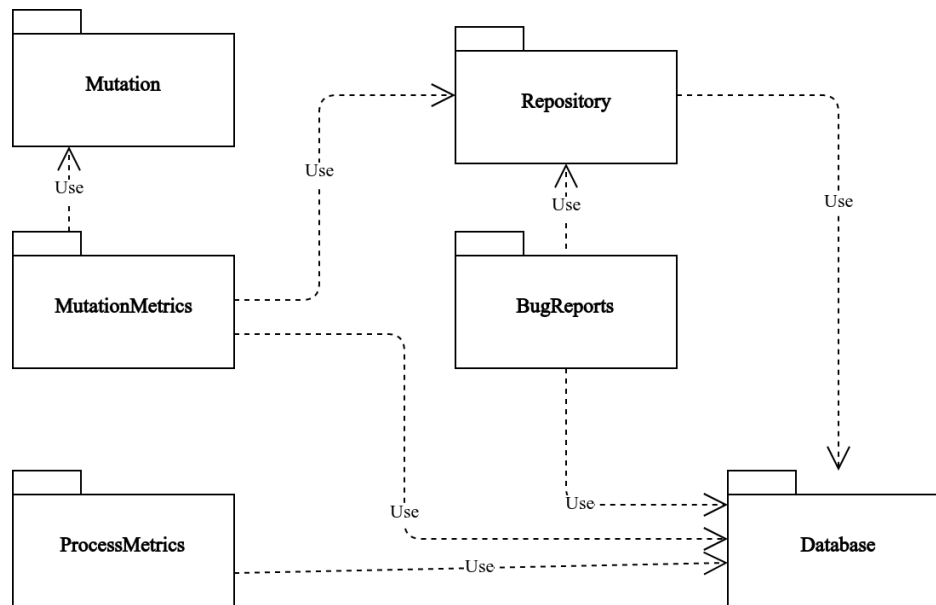 Mutation
Repository
Use
Use
Use
Use
MutationMetrics
BugReports
Use
Use
ProcessMetrics
Database
Use